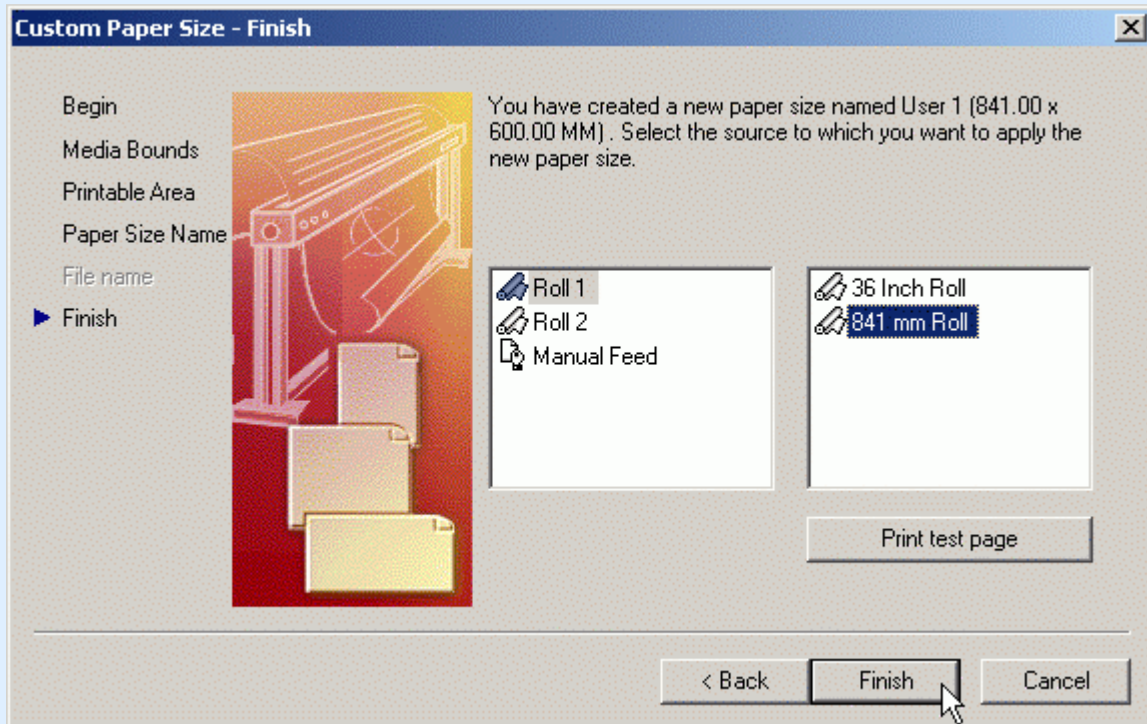 Custom Paper Size - Finish
Begin
Media Bounds
Printable Area
Paper Size Name
File name
Finish
You have created a new paper size named User 1 (841.00 x
600.00 MM) . Select the source to which you want to apply the
new paper size.
Roll 1
Roll 2
Manual Feed
36 Inch Roll
841 mm Roll
Print test page
< Back
Finish
Cancel